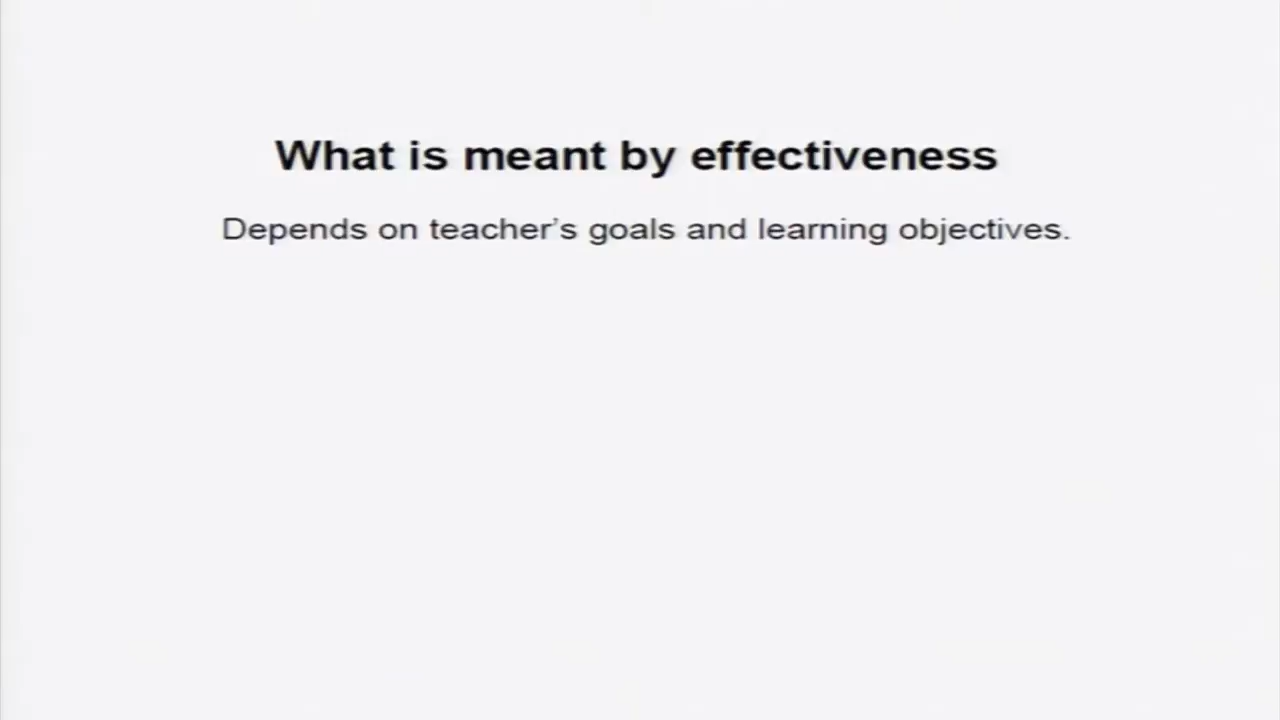 What is meant by effectiveness
Depends on teacher’s goals and learning objectives.